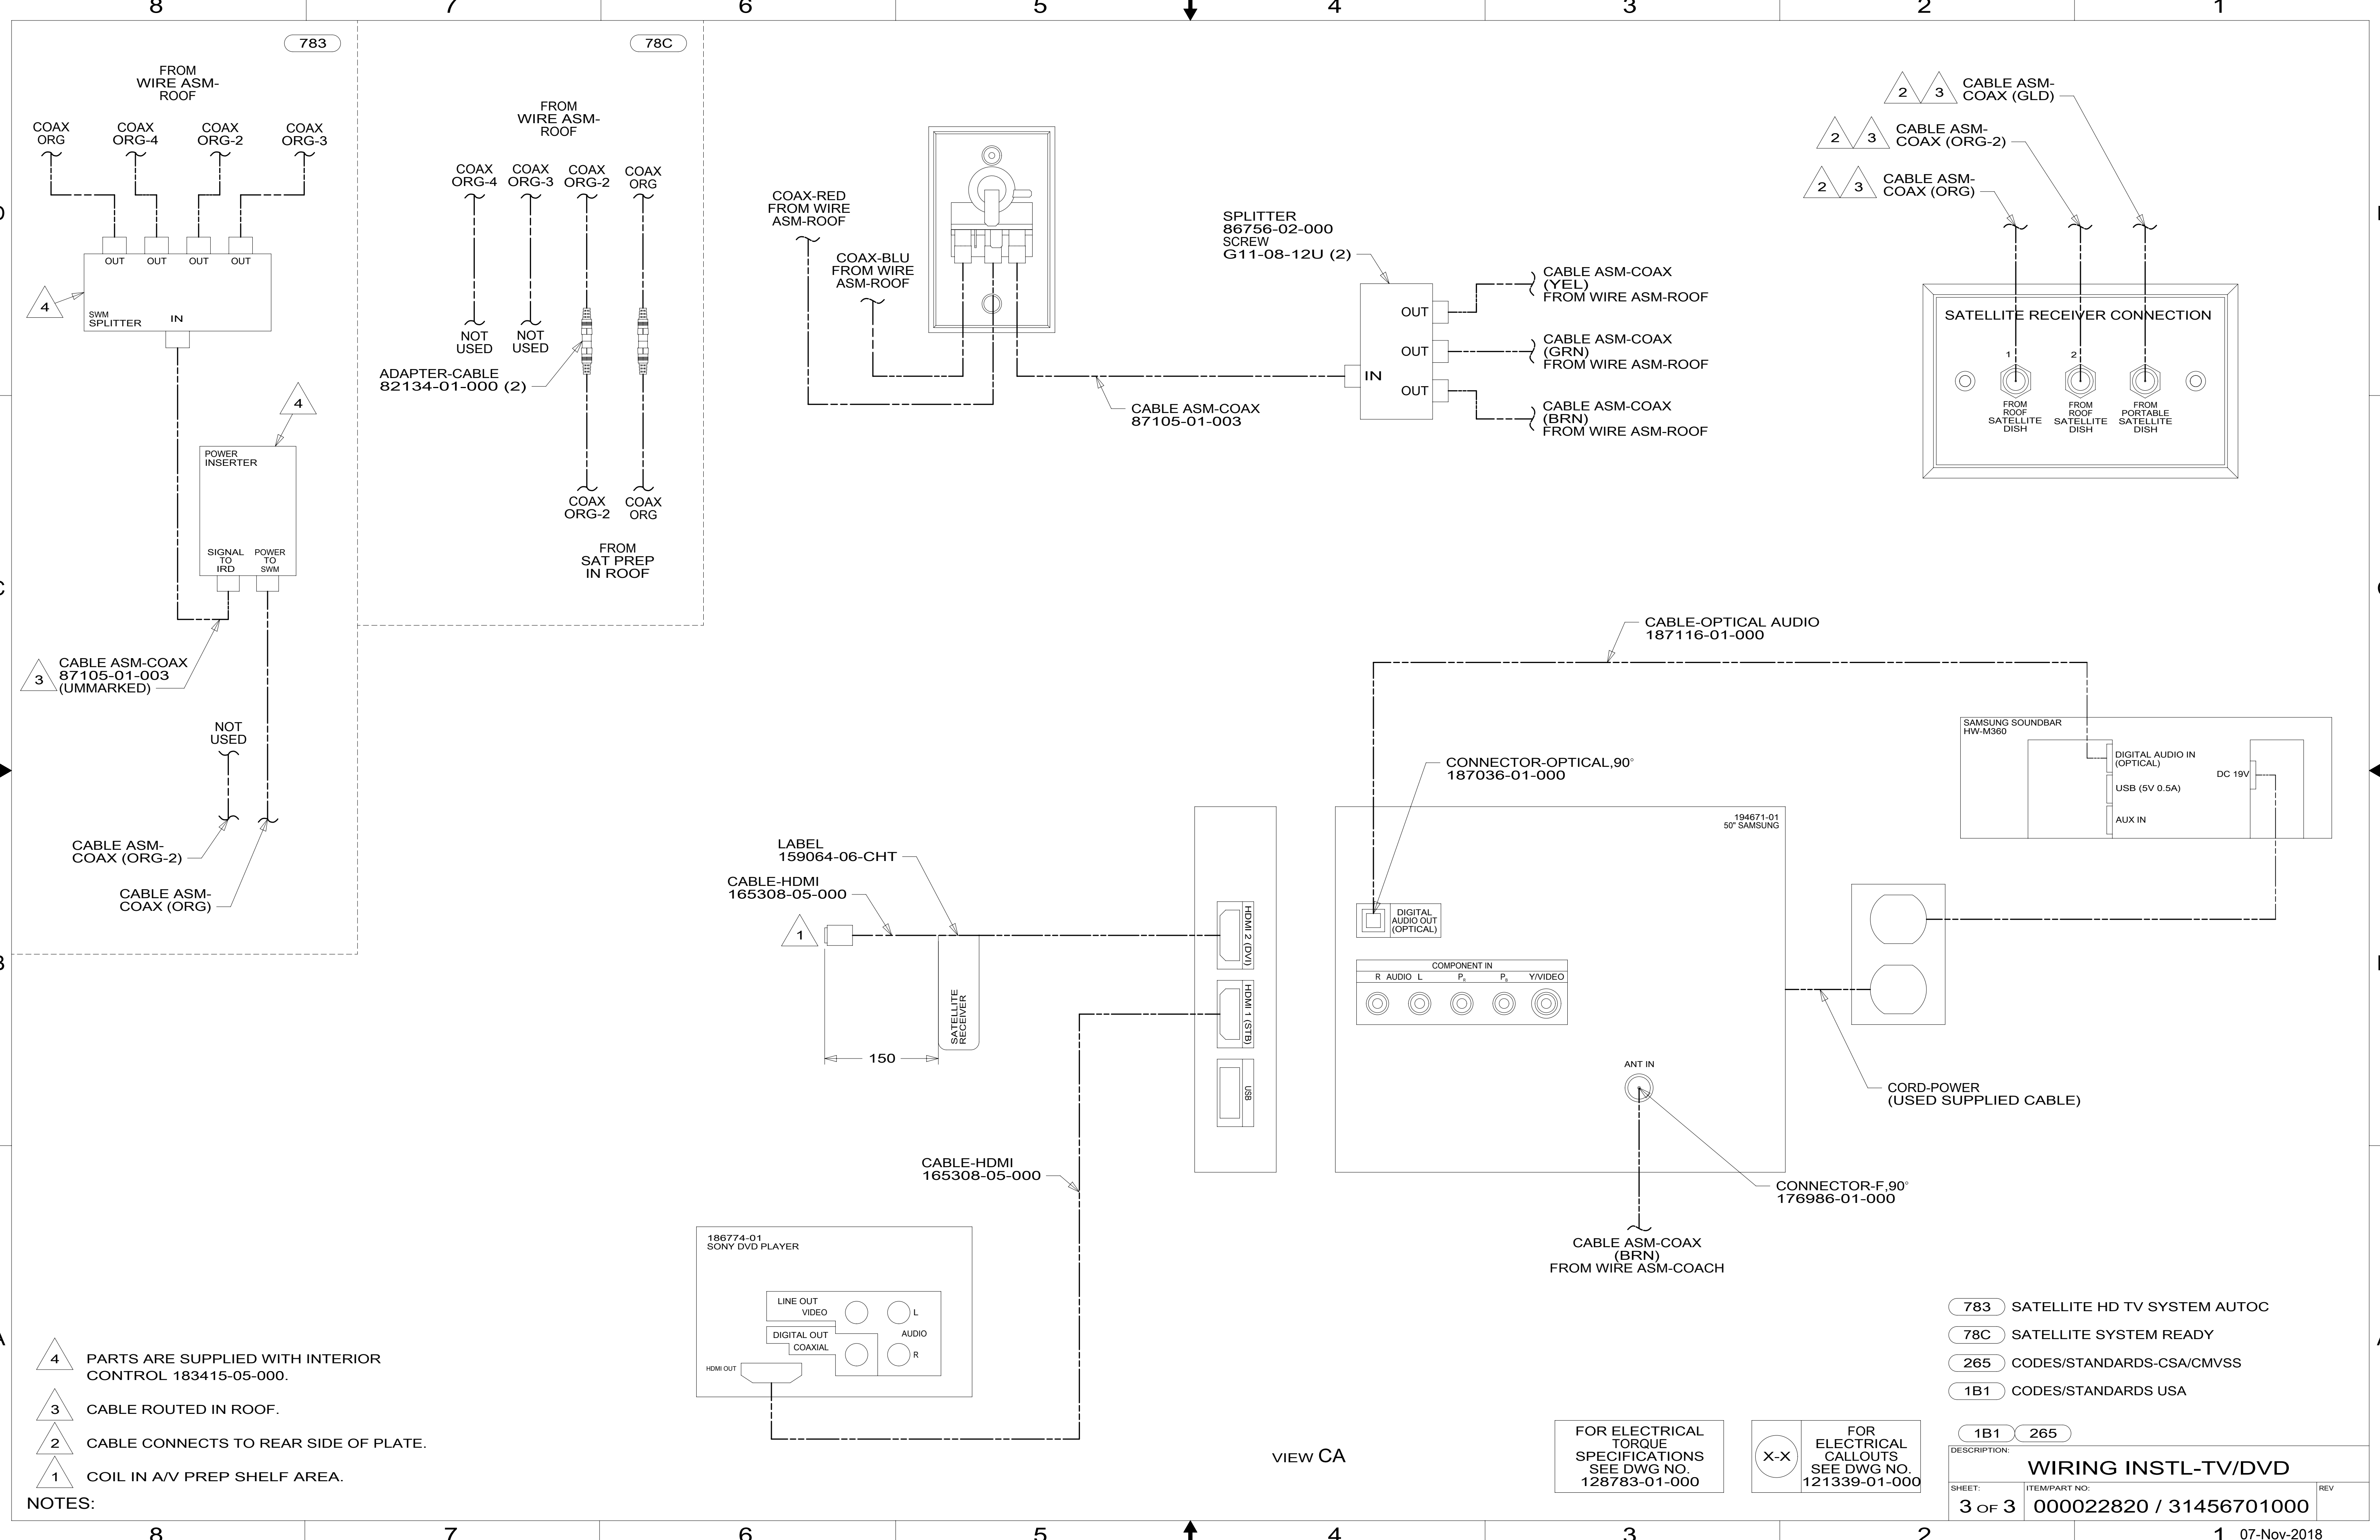 8 7 6 5 4 3 2 1
783
FROM
WIRE ASM-
ROOF
COAX
ORG
COAX
ORG-4
COAX
ORG-2
COAX
ORG-3
OUT OUT OUT OUT
4
SWM
SPLITTER
IN
4
POWER
INSERTER
SIGNAL
TO
IRD
POWER
TO
SWM
3
CABLE ASM-COAX
87105-01-003
(UMMARKED)
NOT
USED
CABLE ASM-
COAX (ORG-2)
CABLE ASM-
COAX (ORG)
78C
FROM
WIRE ASM-
ROOF
COAX
ORG-4
COAX
ORG-3
COAX
ORG-2
COAX
ORG
NOT
USED
NOT
USED
ADAPTER-CABLE
82134-01-000 (2)
COAX
ORG-2
COAX
ORG
FROM
SAT PREP
IN ROOF
COAX-RED
FROM WIRE
ASM-ROOF
COAX-BLU
FROM WIRE
ASM-ROOF
SPLITTER
86756-02-000
SCREW
G11-08-12U (2)
OUT
OUT
OUT
IN
CABLE ASM-COAX
(YEL)
FROM WIRE ASM-ROOF
CABLE ASM-COAX
(GRN)
FROM WIRE ASM-ROOF
CABLE ASM-COAX
(BRN)
FROM WIRE ASM-ROOF
CABLE ASM-COAX
87105-01-003
2 3 CABLE ASM-
COAX (GLD)
2 3 CABLE ASM-
COAX (ORG-2)
2 3 CABLE ASM-
COAX (ORG)
SATELLITE RECEIVER CONNECTION
1 2
FROM
ROOF
SATELLITE
DISH
FROM
ROOF
SATELLITE
DISH
FROM
PORTABLE
SATELLITE
DISH
CABLE-OPTICAL AUDIO
187116-01-000
CONNECTOR-OPTICAL,90°
187036-01-000
SAMSUNG SOUNDBAR
HW-M360
DIGITAL AUDIO IN
(OPTICAL)
USB (5V 0.5A)
AUX IN
DC 19V
194671-01
50" SAMSUNG
DIGITAL
AUDIO OUT
(OPTICAL)
COMPONENT IN
R AUDIO L PR PB Y/VIDEO
ANT IN
LABEL
159064-06-CHT
CABLE-HDMI
165308-05-000
1
SATELLITE
RECEIVER
150
HDMI 2 (DVI)
HDMI 1 (STB)
USB
CORD-POWER
(USED SUPPLIED CABLE)
CABLE-HDMI
165308-05-000
CONNECTOR-F,90°
176986-01-000
CABLE ASM-COAX
(BRN)
FROM WIRE ASM-COACH
186774-01
SONY DVD PLAYER
LINE OUT
VIDEO
L
DIGITAL OUT
COAXIAL
AUDIO
R
HDMI OUT
4 PARTS ARE SUPPLIED WITH INTERIOR
CONTROL 183415-05-000.
3 CABLE ROUTED IN ROOF.
2 CABLE CONNECTS TO REAR SIDE OF PLATE.
1 COIL IN A/V PREP SHELF AREA.
NOTES:
VIEW CA
783 SATELLITE HD TV SYSTEM AUTOC
78C SATELLITE SYSTEM READY
265 CODES/STANDARDS-CSA/CMVSS
1B1 CODES/STANDARDS USA
FOR ELECTRICAL
TORQUE
SPECIFICATIONS
SEE DWG NO.
128783-01-000
X-X
FOR
ELECTRICAL
CALLOUTS
SEE DWG NO.
121339-01-000
1B1 265
DESCRIPTION:
WIRING INSTL-TV/DVD
SHEET:
3 OF 3
ITEM/PART NO:
000022820 / 31456701000
REV
8 7 6 5 4 3 2 1
07-Nov-2018